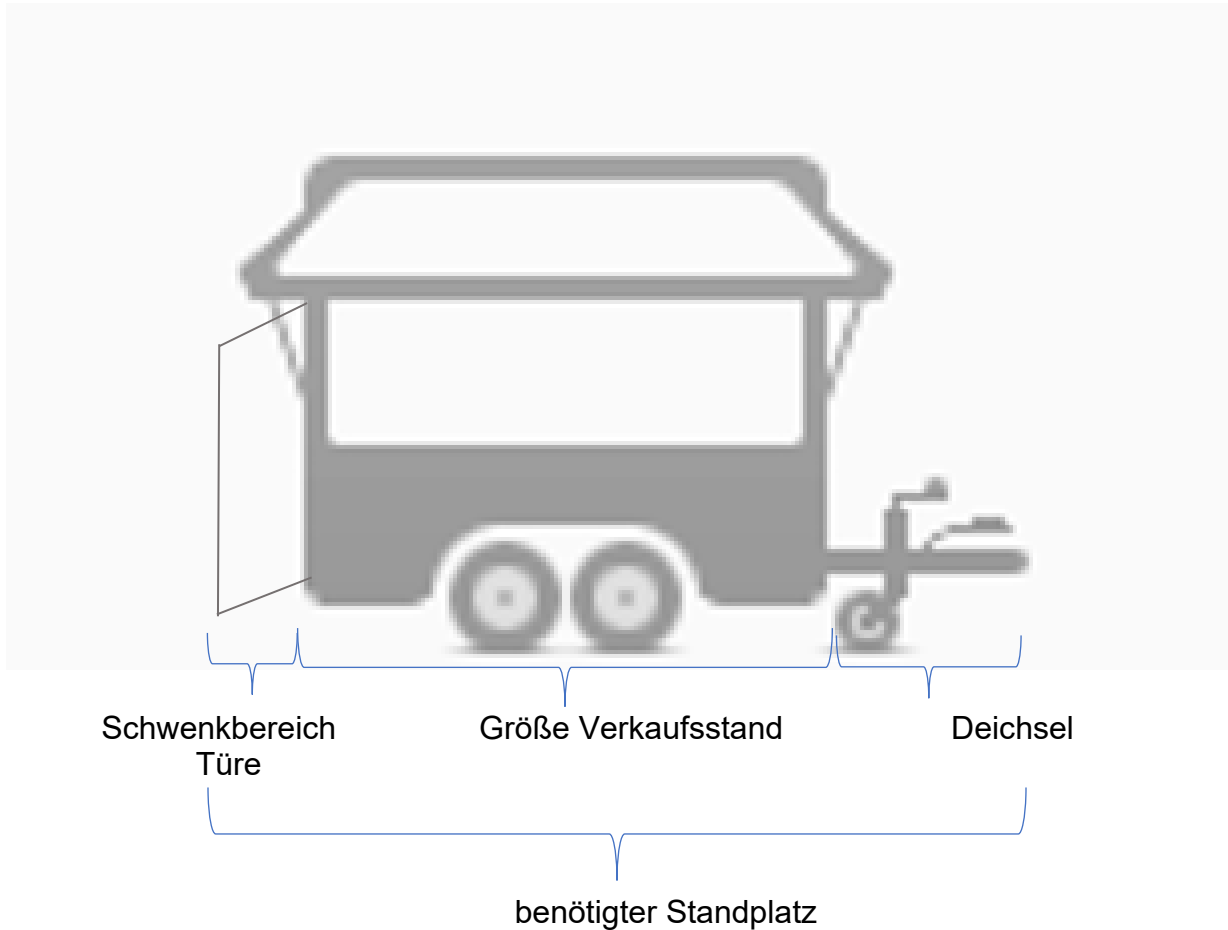 Schwenkbereich
Türe
Größe Verkaufsstand
Deichsel
benötigter Standplatz